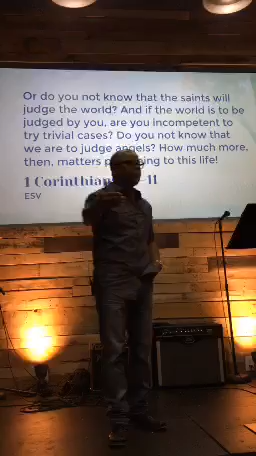 Or do you not know that the saints will
judge the world? And if the world is to be
judged by you, are you incompetent to
try trivial cases? Do you not know that
we are to judge angels? How much more,
then, matters to this life!
1 11
ESV